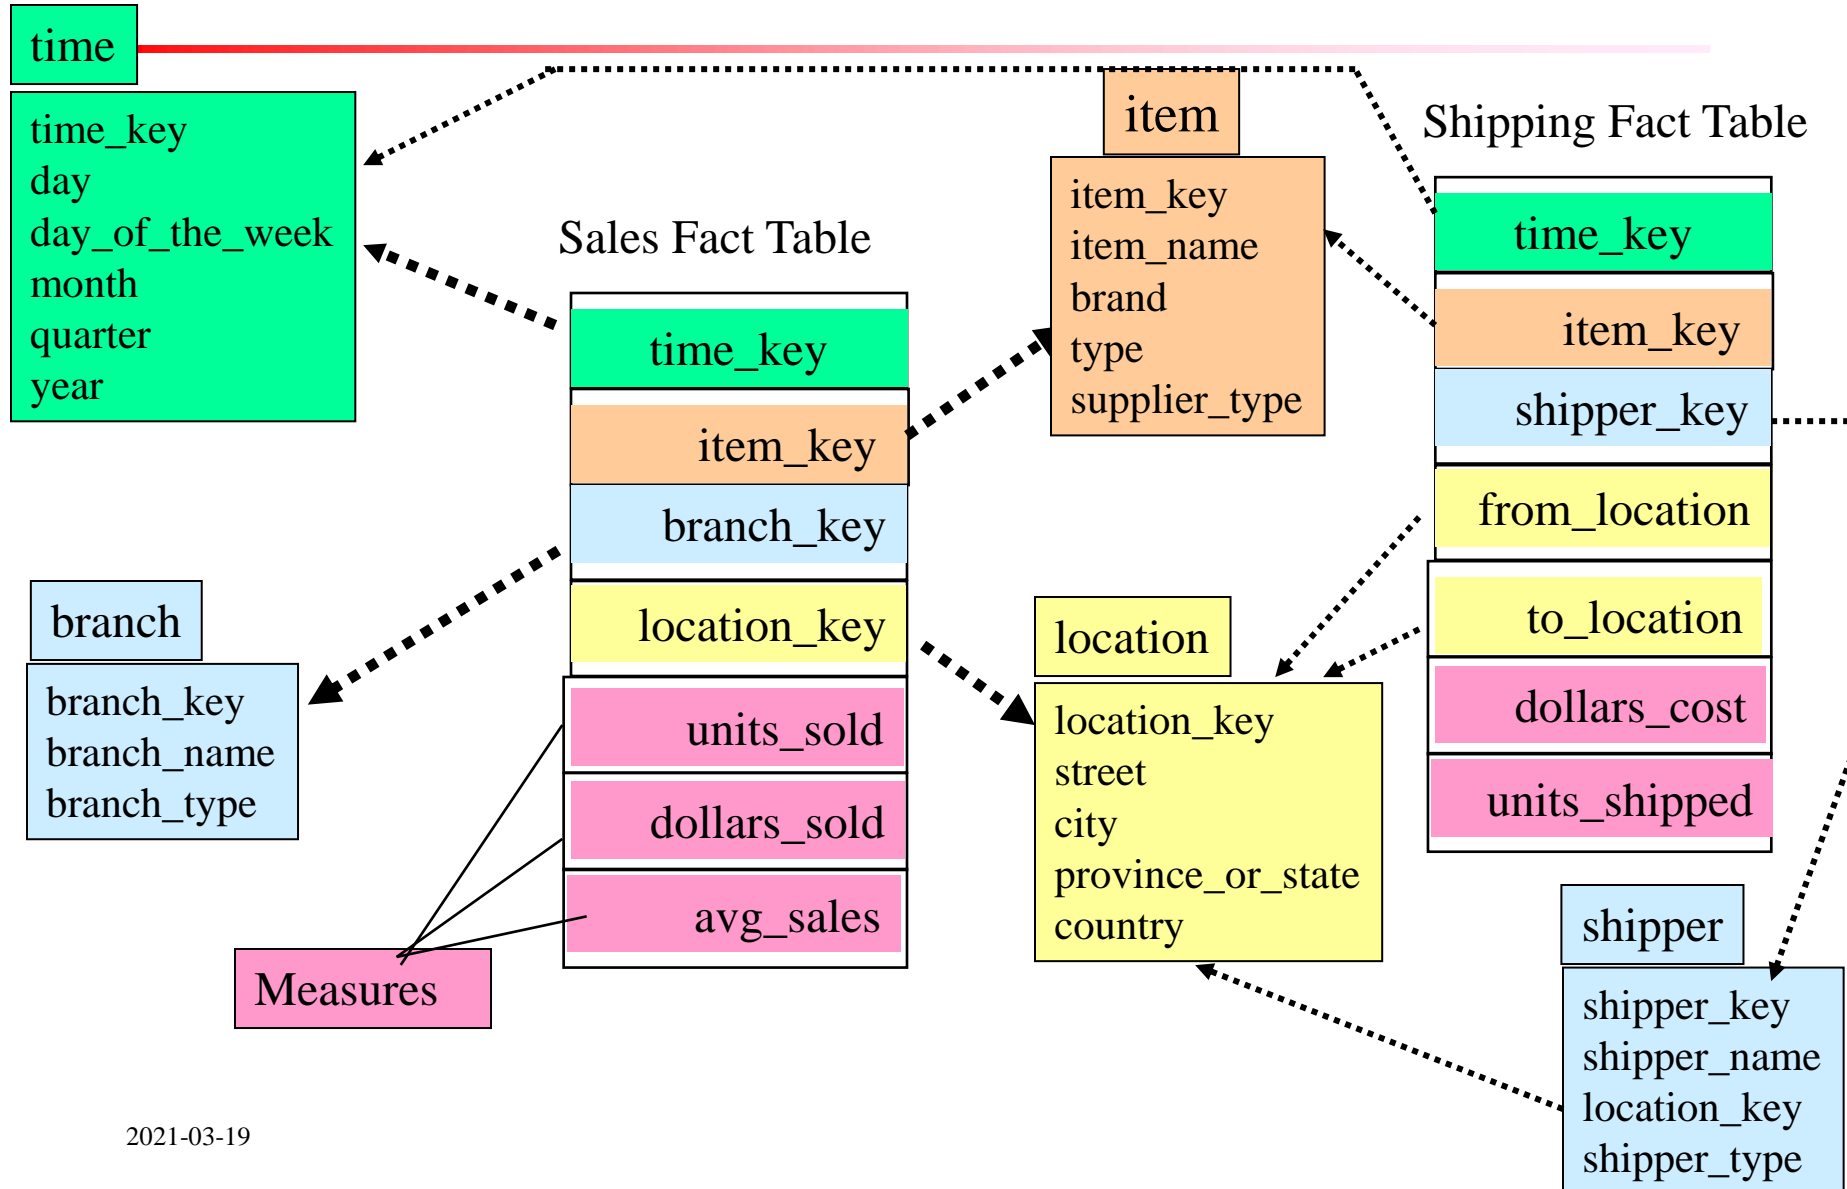 time
time_key
day
day_of_the_week
month
quarter
year
Sales Fact Table
time_key
item_key
branch_key
location_key
units_sold
dollars_sold
avg_sales
branch
branch_key
branch_name
branch_type
Measures
item
item_key
item_name
brand
type
supplier_type
location
location_key
street
city
province_or_state
country
Shipping Fact Table
time_key
item_key
shipper_key
from_location
to_location
dollars_cost
units_shipped
shipper
shipper_key
shipper_name
location_key
shipper_type
2021-03-19